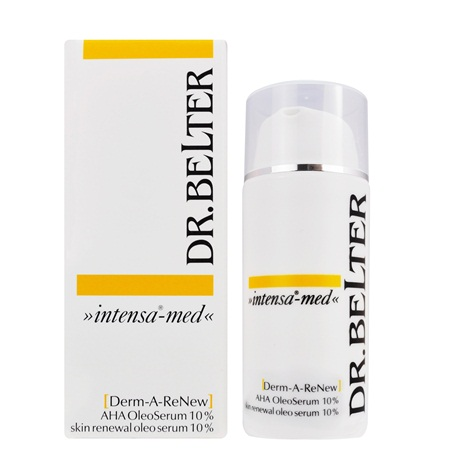 DR.BELTER
»intensa®-med«
[Derm-A-ReNew]
AHA OleoSerum 10%
skin renewal oleo serum 10%
DR.BELTER
»intensa®-med«
[Derm-A-ReNew]
AHA OleoSerum 10%
skin renewal oleo serum 10%